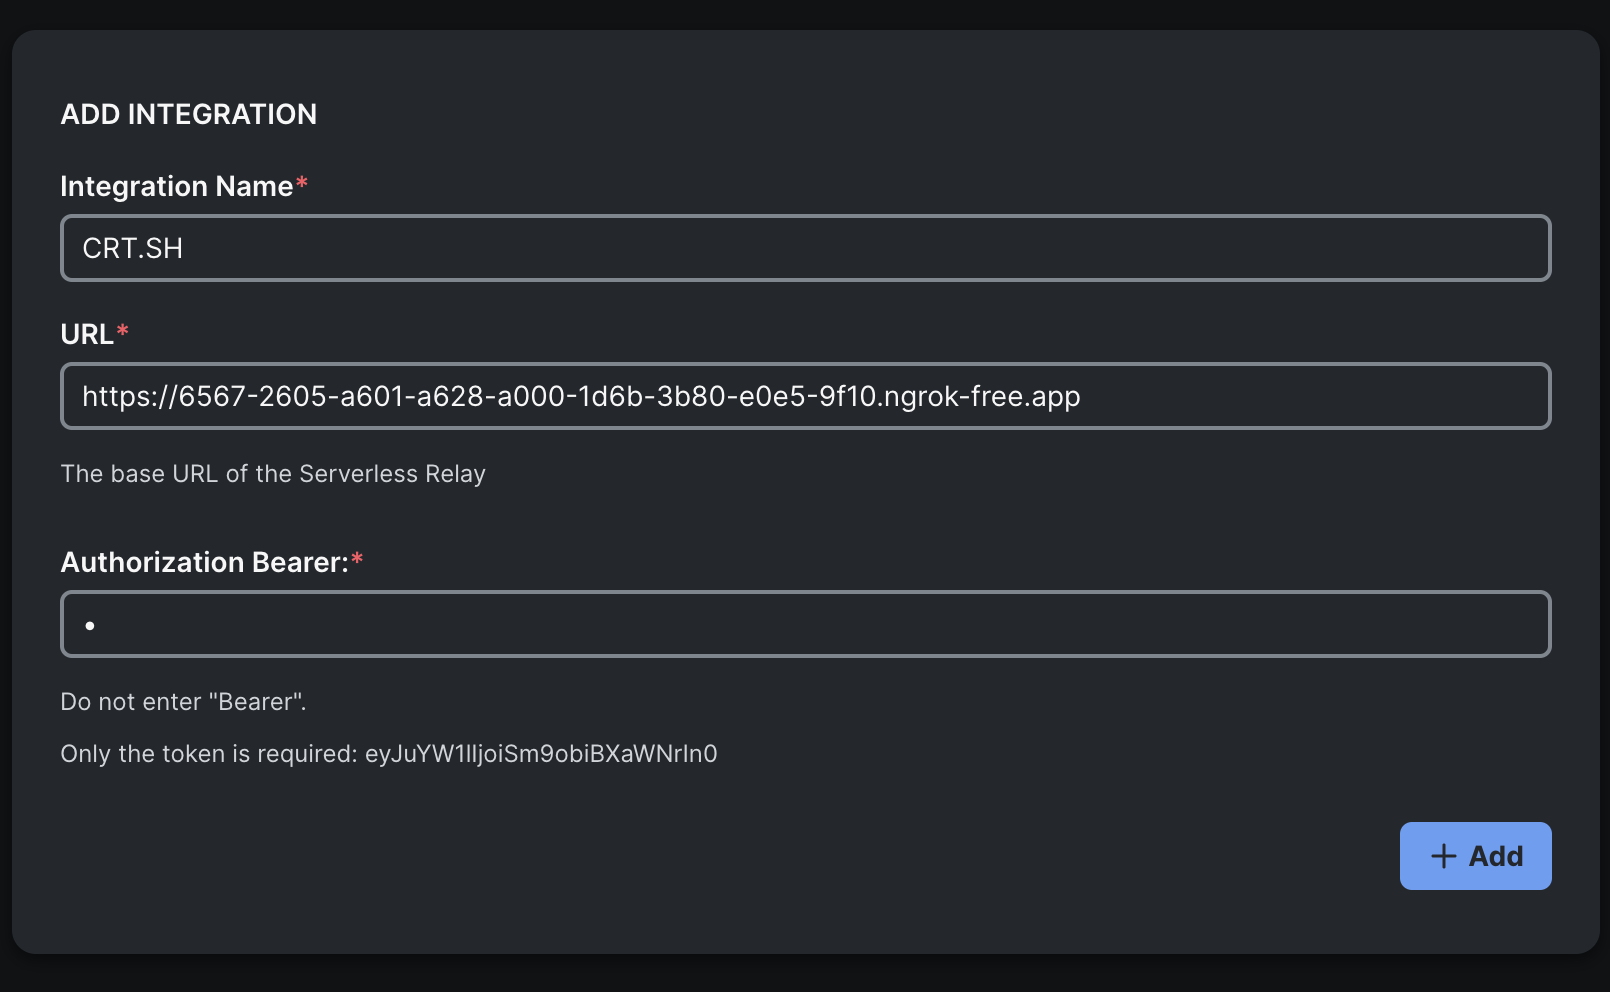 ADD INTEGRATION
Integration Name*
CRT.SH
URL*
https://6567-2605-a601-a628-a000-1d6b-3b80-e0e5-9f10.ngrok-free.app
The base URL of the Serverless Relay
Authorization Bearer:*
•
Do not enter "Bearer".
Only the token is required: eyJuYW1lIjoiSm9obiBXaWNrIn0
+ Add